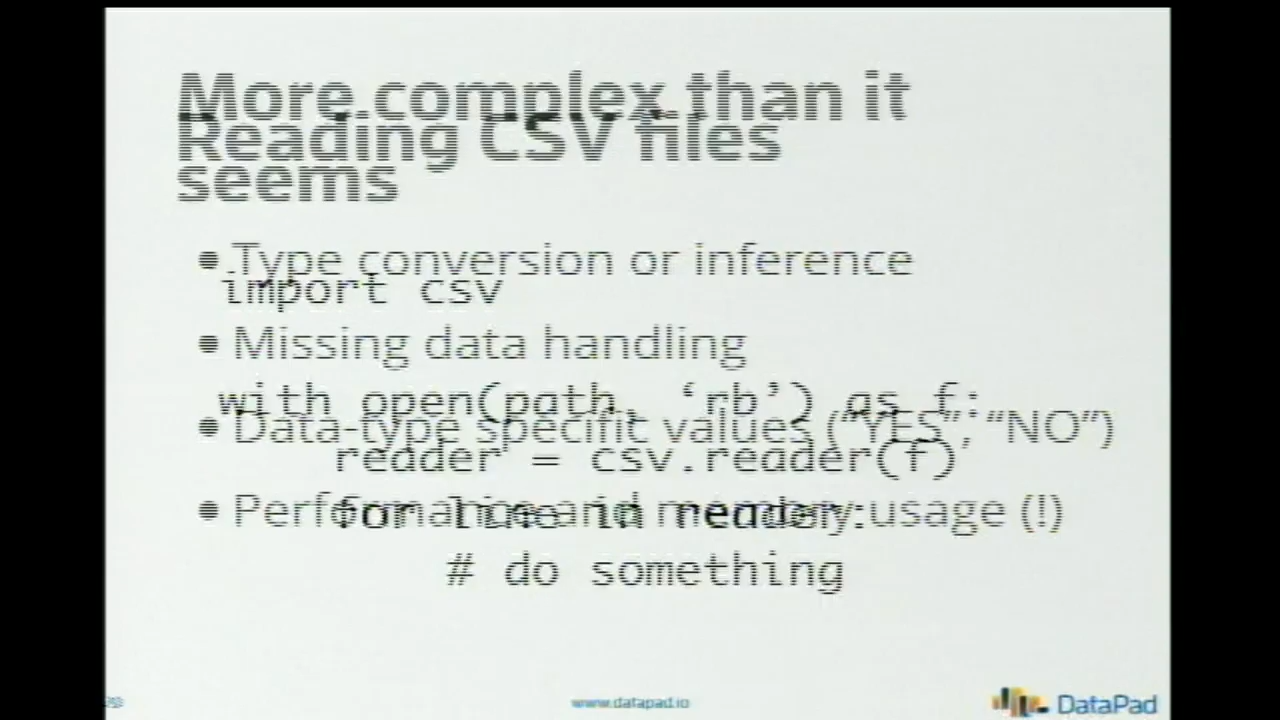 More complex than it
Reading CSV files
seems
• Type conversion or inference
import csv
• Missing data handling
with open(path, ‘rb’) as f:
• Data-type specific values (“YES”, “NO”)
reader = csv.reader(f)
• Performance and memory usage (!)
for line in reader:
# do something
www.datapad.io
DataPad